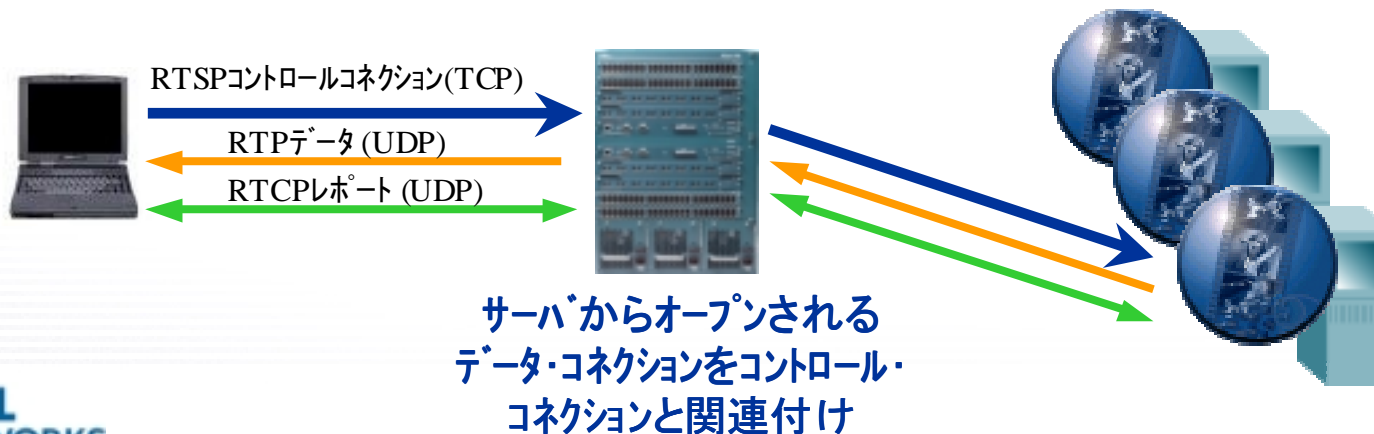 RTSPコントロールコネクション(TCP)
RTPデータ (UDP)
RTCPレポート (UDP)
サーバからオープンされる
データ・コネクションをコントロール・
コネクションと関連付け